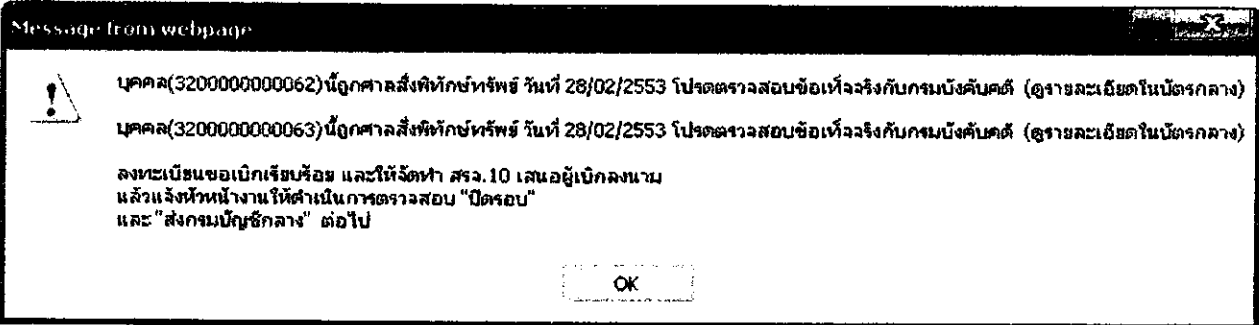 Message from webpage
บุคคล(3200000000062)นี้ถูกศาลสั่งพิทักษ์ทรัพย์ วันที่ 28/02/2553 โปรดตรวจสอบข้อเท็จจริงกับกรมบังคับคดี (ดูรายละเอียดในบัตรกลาง)
บุคคล(3200000000063)นี้ถูกศาลสั่งพิทักษ์ทรัพย์ วันที่ 28/02/2553 โปรดตรวจสอบข้อเท็จจริงกับกรมบังคับคดี (ดูรายละเอียดในบัตรกลาง)
ลงทะเบียนขอเบิกเรียบร้อย และให้จัดทำ สรจ.10 เสนอผู้เบิกลงนาม
แล้วแจ้งหัวหน้างานให้ดำเนินการตรวจสอบ "ปิดรอบ"
และ "ส่งกรมบัญชีกลาง" ต่อไป
OK